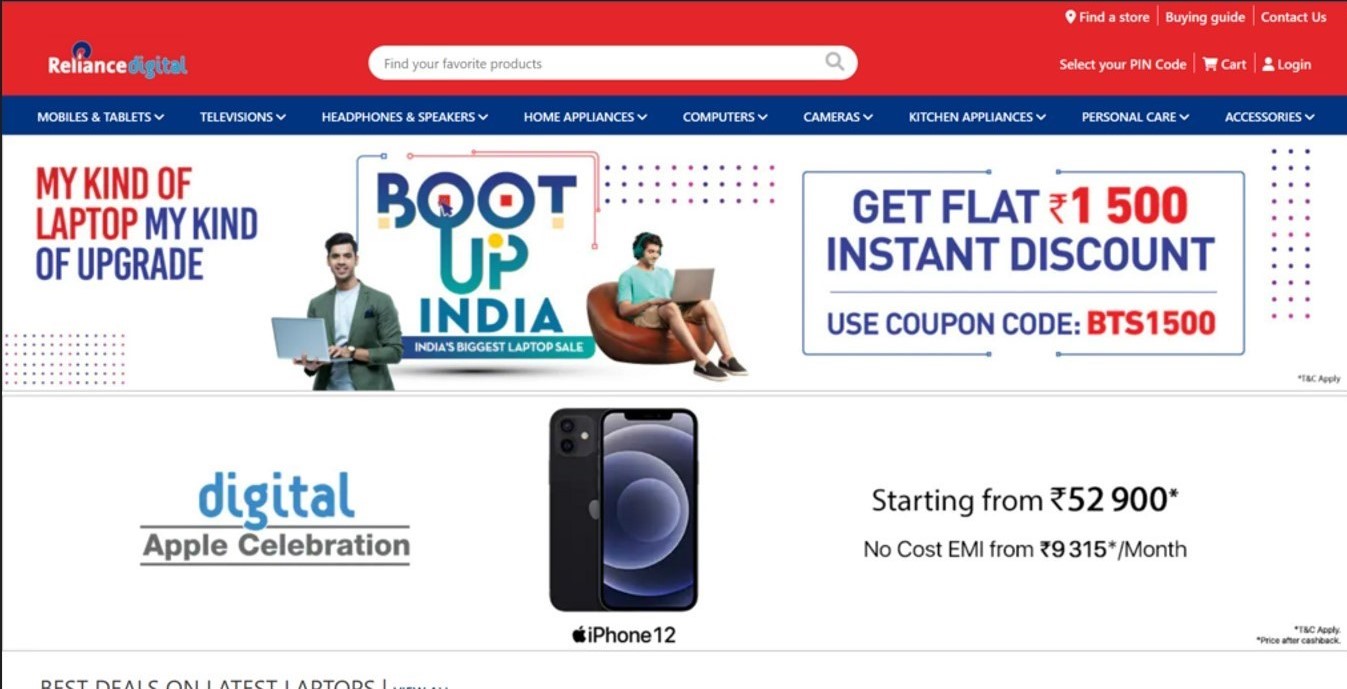 Find a store
Buying guide
Contact Us
Reliance digital
Find your favorite products
Select your PIN Code
Cart
Login
MOBILES & TABLETS
TELEVISIONS
HEADPHONES & SPEAKERS
HOME APPLIANCES
COMPUTERS
CAMERAS
KITCHEN APPLIANCES
PERSONAL CARE
ACCESSORIES
MY KIND OF
LAPTOP MY KIND
OF UPGRADE
BOOT
UP
INDIA
INDIA'S BIGGEST LAPTOP SALE
GET FLAT ₹1 500
INSTANT DISCOUNT
USE COUPON CODE: BTS1500
*T&C Apply
digital
Apple Celebration
iPhone 12
Starting from ₹52 900*
No Cost EMI from ₹9 315*/Month
*T&C Apply.
*Price after cashback.
BEST DEALS ON LATEST LAPTOPS | VIEW ALL